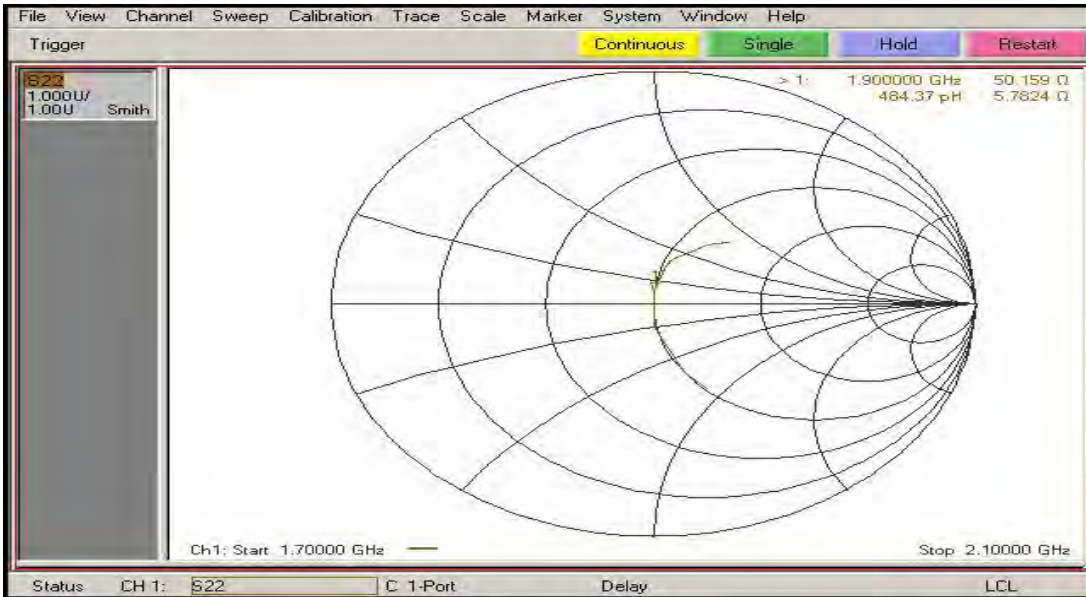 File View Channel Sweep Calibration Trace Scale Marker System Window Help
Trigger Continuous Single Hold Restart
S22
1.000U/
1.00U Smith
> 1: 1.900000 GHz 50.159 Ω
484.37 pH 5.7824 Ω
Ch1: Start 1.70000 GHz Stop 2.10000 GHz
Status CH 1: S22 C 1-Port Delay LCL